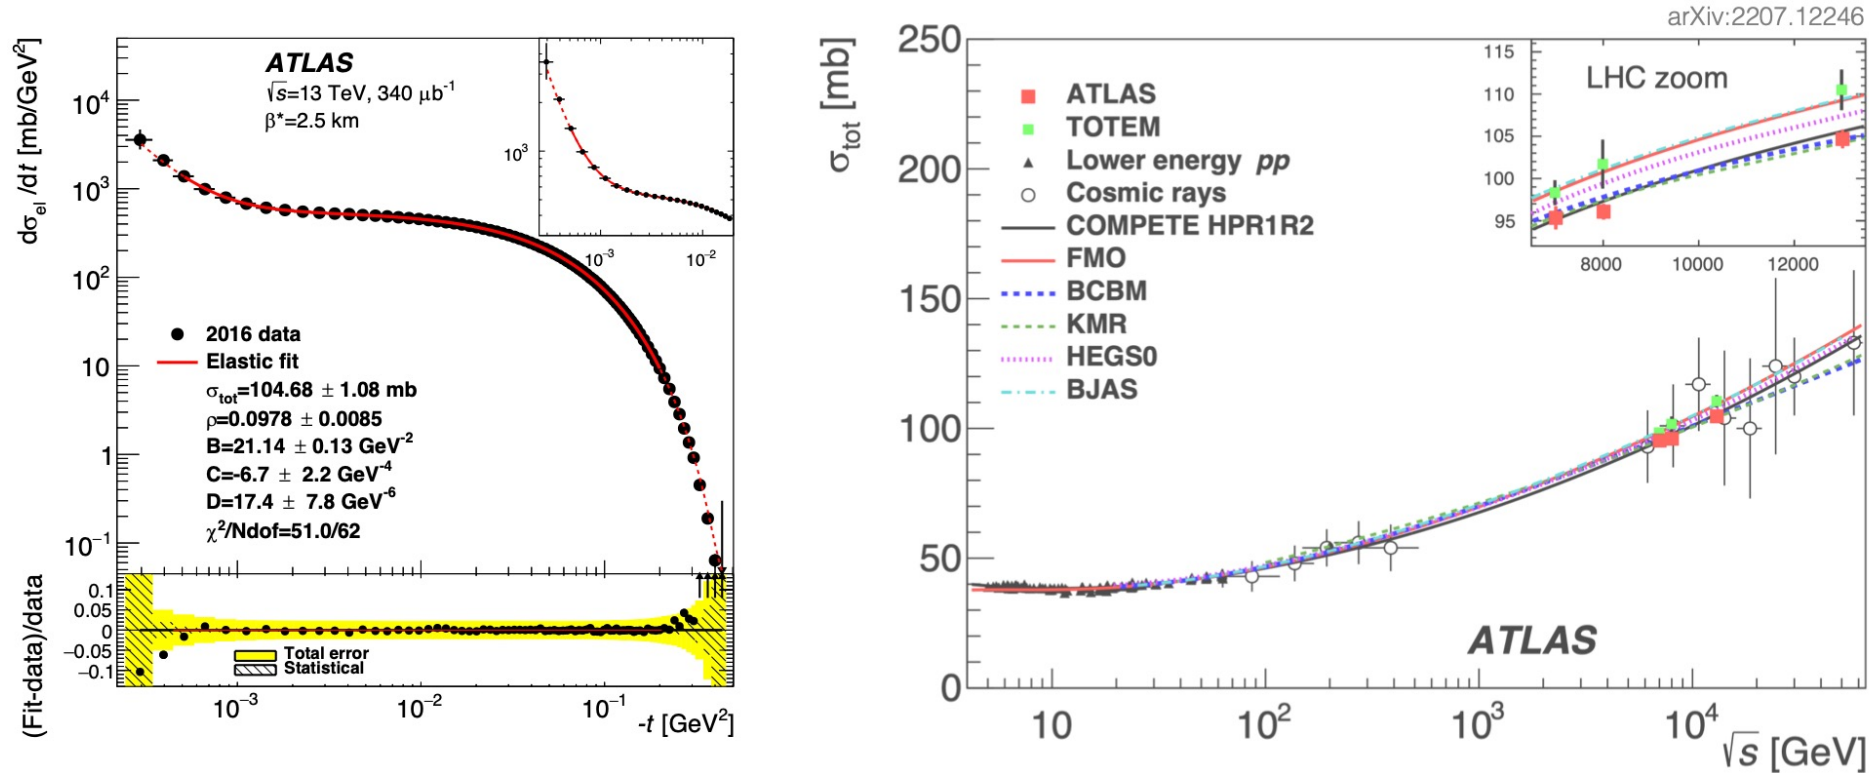 ATLAS
√s=13 TeV, 340 μb⁻¹
β*=2.5 km
dσ_el/dt [mb/GeV²]
10⁴
10³
10²
10
1
10⁻¹
10³
10⁻³
10⁻²
2016 data
Elastic fit
σ_tot=104.68 ± 1.08 mb
ρ=0.0978 ± 0.0085
B=21.14 ± 0.13 GeV⁻²
C=-6.7 ± 2.2 GeV⁻⁴
D=17.4 ± 7.8 GeV⁻⁶
χ²/Ndof=51.0/62
(Fit-data)/data
0.1
0.05
0
−0.05
−0.1
Total error
Statistical
10⁻³
10⁻²
10⁻¹
-t [GeV²]
arXiv:2207.12246
σ_tot [mb]
250
200
150
100
50
0
ATLAS
TOTEM
Lower energy pp
Cosmic rays
COMPETE HPR1R2
FMO
BCBM
KMR
HEGS0
BJAS
LHC zoom
115
110
105
100
95
8000
10000
12000
ATLAS
10
10²
10³
10⁴
√s [GeV]